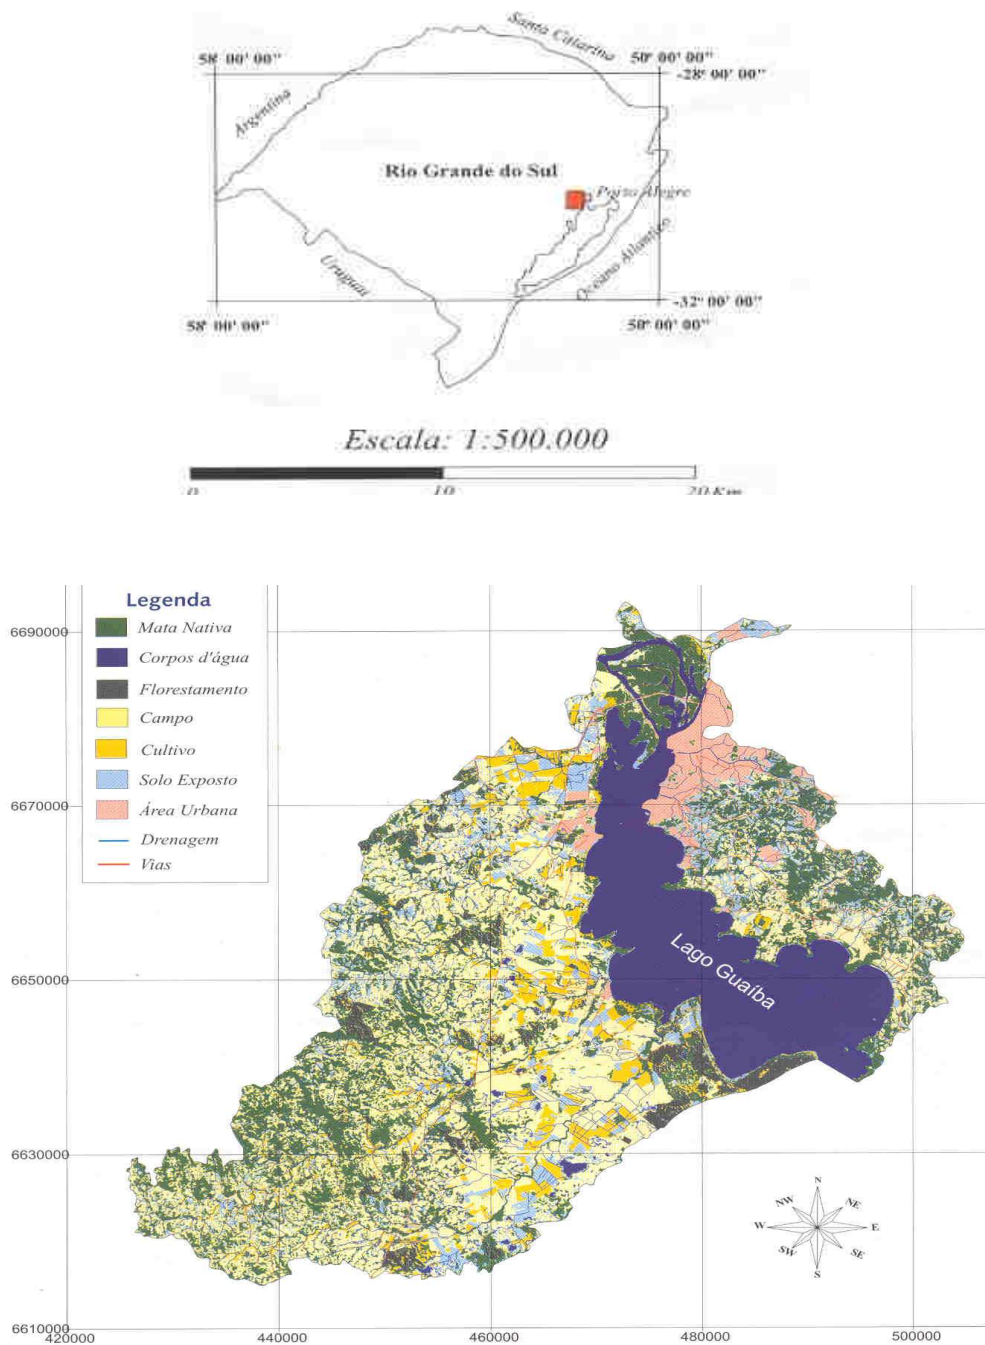 Santa Catarina
58° 00' 00"
50° 00' 00"
-28° 00' 00"
Argentina
Rio Grande do Sul
Porto Alegre
Uruguai
Oceano Atlântico
-32° 00' 00"
58° 00' 00"
50° 00' 00"
Escala: 1:500.000
0 10 20 Km
Legenda
Mata Nativa
Corpos d'água
Florestamento
Campo
Cultivo
Solo Exposto
Área Urbana
Drenagem
Vias
6690000
6670000
6650000
6630000
6610000
Lago Guaíba
N
NW NE
W E
SW SE
S
420000 440000 460000 480000 500000